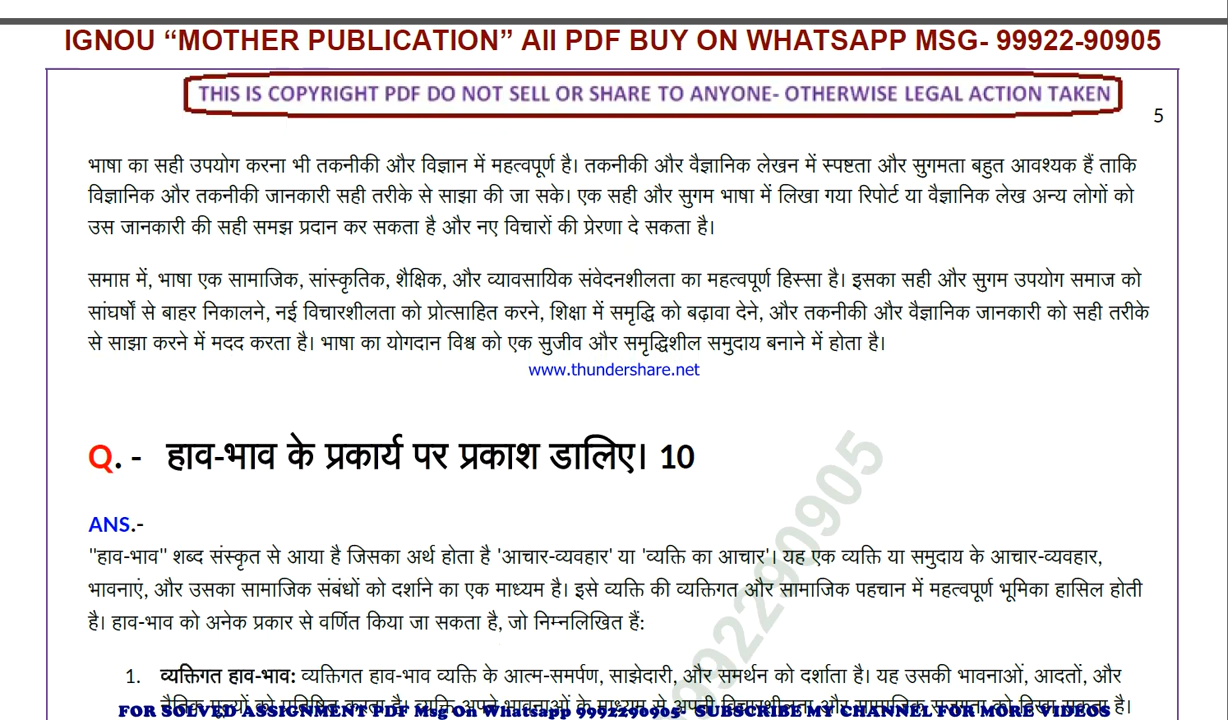 IGNOU “MOTHER PUBLICATION” All PDF BUY ON WHATSAPP MSG- 99922-90905
THIS IS COPYRIGHT PDF DO NOT SELL OR SHARE TO ANYONE- OTHERWISE LEGAL ACTION TAKEN
5
भाषा का सही उपयोग करना भी तकनीकी और विज्ञान में महत्वपूर्ण है। तकनीकी और वैज्ञानिक लेखन में स्पष्टता और सुगमता बहुत आवश्यक हैं ताकि
विज्ञानिक और तकनीकी जानकारी सही तरीके से साझा की जा सके। एक सही और सुगम भाषा में लिखा गया रिपोर्ट या वैज्ञानिक लेख अन्य लोगों को
उस जानकारी की सही समझ प्रदान कर सकता है और नए विचारों की प्रेरणा दे सकता है।
समाप्त में, भाषा एक सामाजिक, सांस्कृतिक, शैक्षिक, और व्यावसायिक संवेदनशीलता का महत्वपूर्ण हिस्सा है। इसका सही और सुगम उपयोग समाज को
सांघर्षों से बाहर निकालने, नई विचारशीलता को प्रोत्साहित करने, शिक्षा में समृद्धि को बढ़ावा देने, और तकनीकी और वैज्ञानिक जानकारी को सही तरीके
से साझा करने में मदद करता है। भाषा का योगदान विश्व को एक सुजीव और समृद्धिशील समुदाय बनाने में होता है।
www.thundershare.net
Q. - हाव-भाव के प्रकार्य पर प्रकाश डालिए। 10
ANS.-
"हाव-भाव" शब्द संस्कृत से आया है जिसका अर्थ होता है 'आचार-व्यवहार' या 'व्यक्ति का आचार'। यह एक व्यक्ति या समुदाय के आचार-व्यवहार,
भावनाएं, और उसका सामाजिक संबंधों को दर्शाने का एक माध्यम है। इसे व्यक्ति की व्यक्तिगत और सामाजिक पहचान में महत्वपूर्ण भूमिका हासिल होती
है। हाव-भाव को अनेक प्रकार से वर्णित किया जा सकता है, जो निम्नलिखित हैं:
1. व्यक्तिगत हाव-भाव: व्यक्तिगत हाव-भाव व्यक्ति के आत्म-समर्पण, साझेदारी, और समर्थन को दर्शाता है। यह उसकी भावनाओं, आदतों, और
FOR SOLVED ASSIGNMENT PDF Msg On Whatsapp 9992290905- SUBSCRIBE MY CHANNEL FOR MORE VIDEOS
9992290905